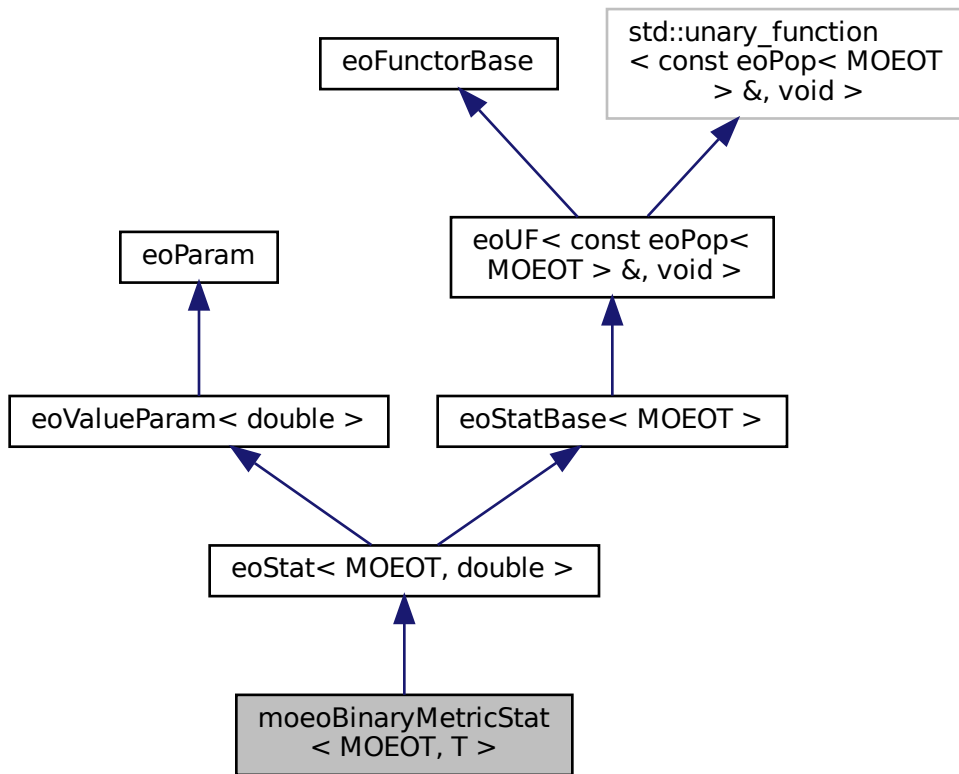 std::unary_function
< const eoPop< MOEOT
> &, void >
eoFunctorBase
eoUF< const eoPop<
MOEOT > &, void >
eoParam
eoValueParam< double >
eoStatBase< MOEOT >
eoStat< MOEOT, double >
moeoBinaryMetricStat
< MOEOT, T >